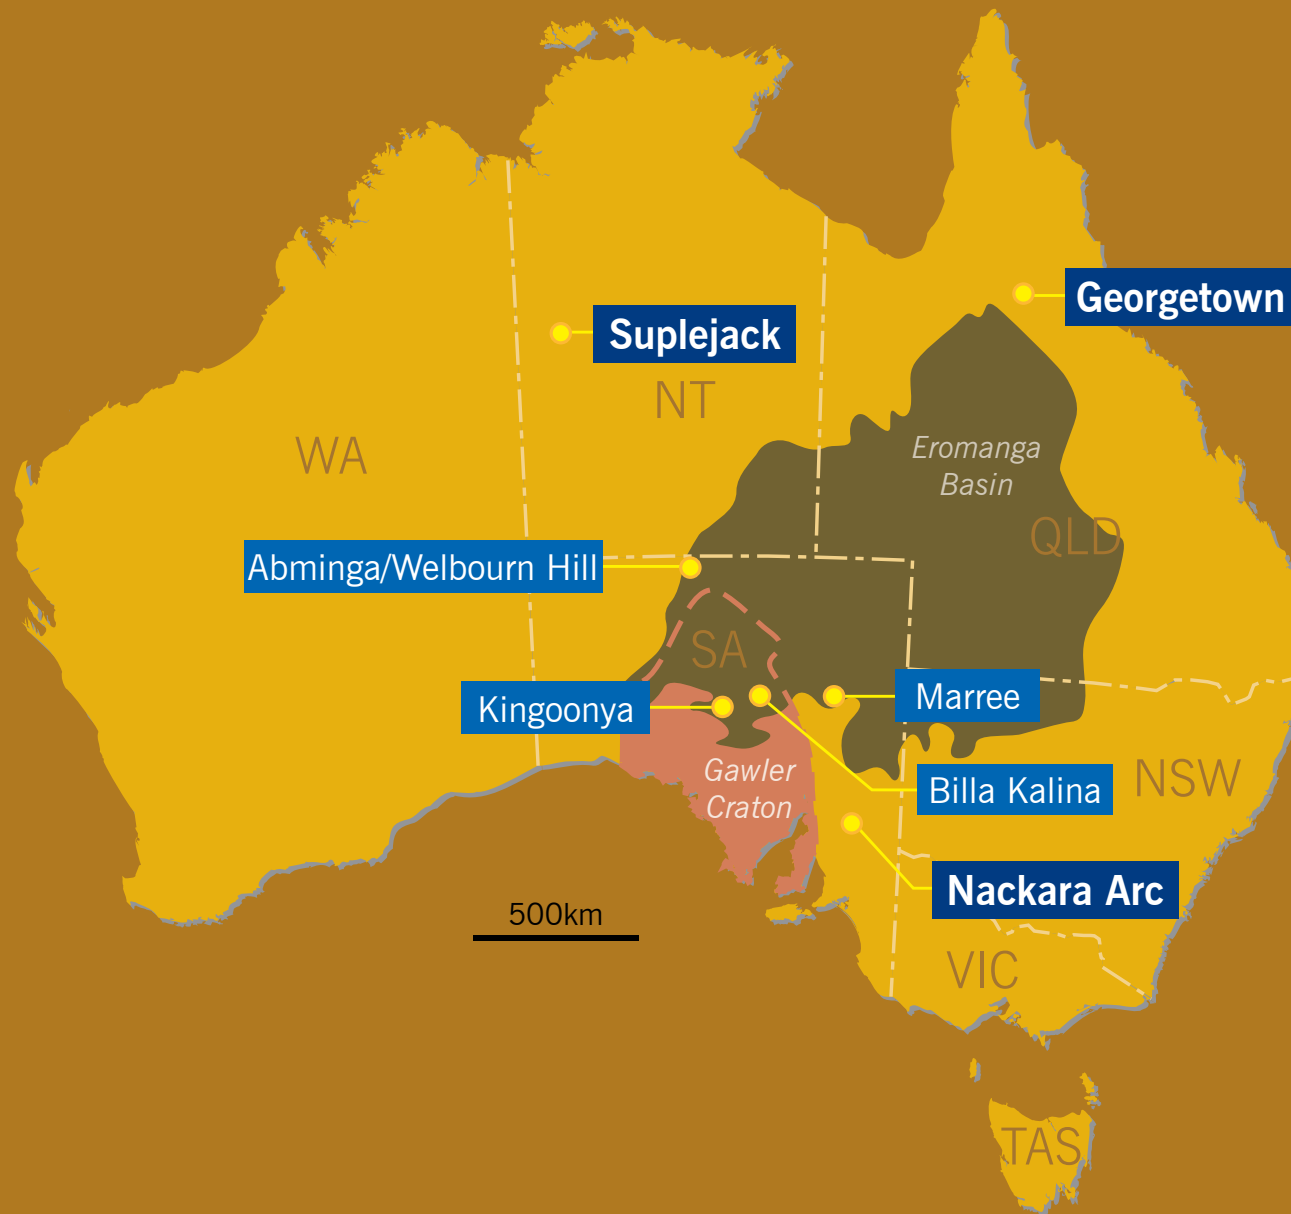 Georgetown
Suplejack
NT
WA
Eromanga
Basin
QLD
Abminga/Welbourn Hill
SA
Kingoonya
Marree
Gawler
Craton
Billa Kalina
NSW
Nackara Arc
500km
VIC
TAS